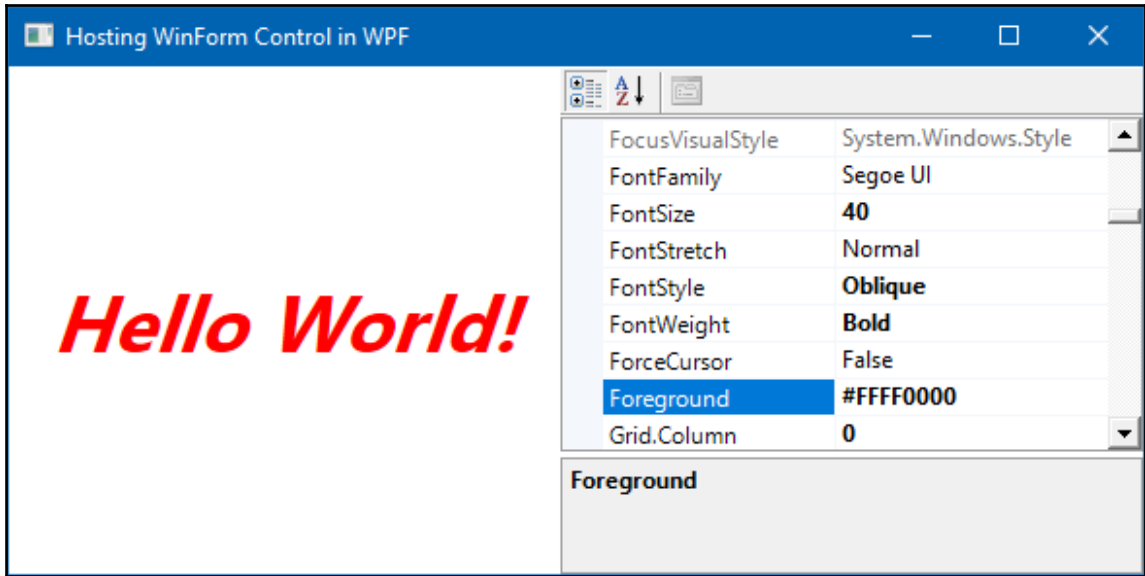 Hosting WinForm Control in WPF
A
Z
FocusVisualStyle System.Windows.Style
FontFamily Segoe UI
FontSize 40
FontStretch Normal
FontStyle Oblique
FontWeight Bold
ForceCursor False
Foreground #FFFF0000
Grid.Column 0
Hello World!
Foreground